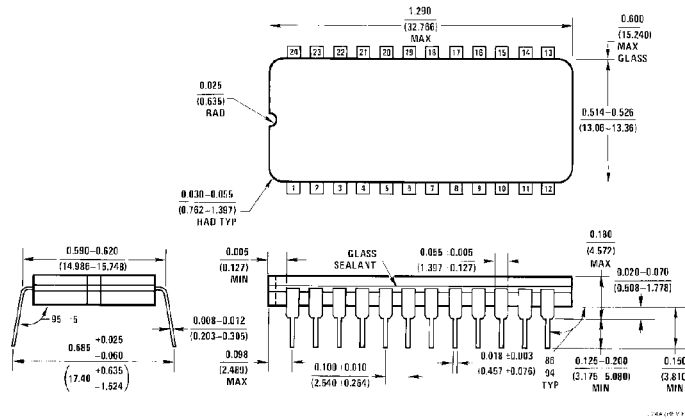 1.290
(32.766)
MAX
0.600
(15.240)
MAX
GLASS
24 23 22 21 20 19 18 17 16 15 14 13
0.025
(0.635)
RAD
0.514–0.526
(13.06–13.36)
0.030–0.055
(0.762–1.397)
RAD TYP
1 2 3 4 5 6 7 8 9 10 11 12
0.590–0.620
(14.986–15.748)
0.005
(0.127)
MIN
GLASS
SEALANT
0.055 ±0.005
(1.397 ±0.127)
0.180
(4.572)
MAX
0.020–0.070
(0.508–1.778)
95 5
0.008–0.012
(0.203–0.305)
0.685 +0.025
−0.060
(17.40 +0.635
−1.524)
0.098
(2.489)
MAX
0.100 ±0.010
(2.540 ±0.254)
0.018 ±0.003
(0.457 ±0.076)
86
94
TYP
0.125–0.200
(3.175–5.080)
MIN
0.150
(3.810)
MIN